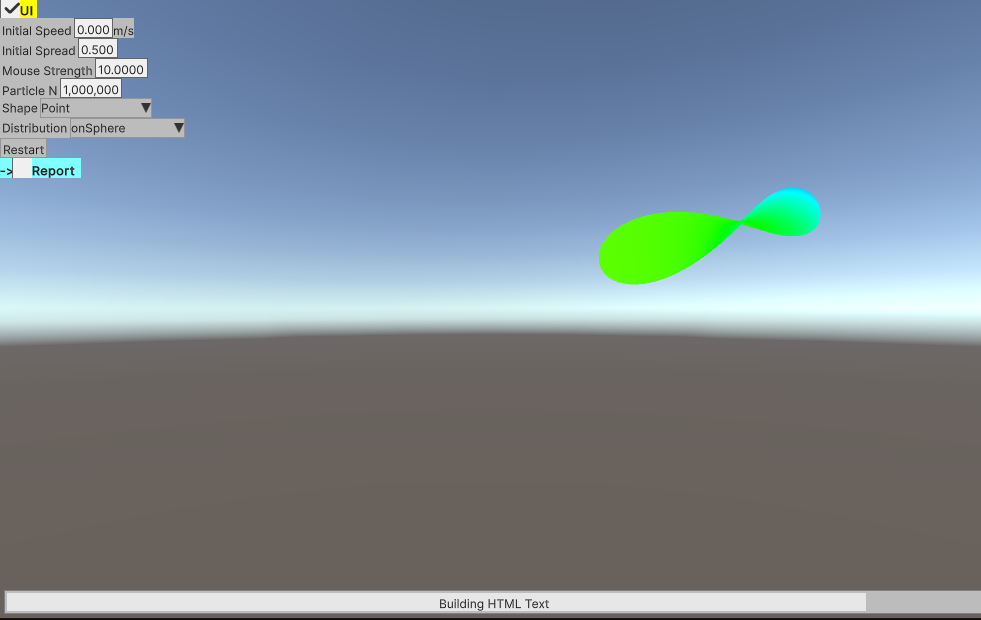 UI
Initial Speed 0.000 m/s
Initial Spread 0.500
Mouse Strength 10.0000
Particle N 1,000,000
Shape Point
Distribution onSphere
Restart
-> Report
Building HTML Text